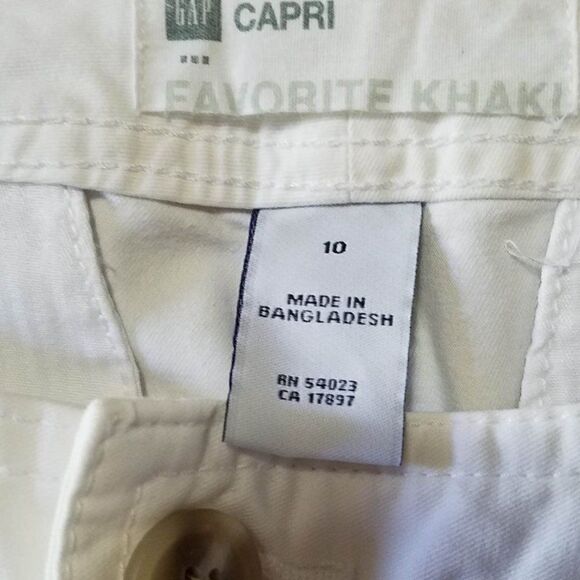 GAP
CAPRI
FAVORITE KHAKI
10
MADE IN
BANGLADESH
RN 54023
CA 17897